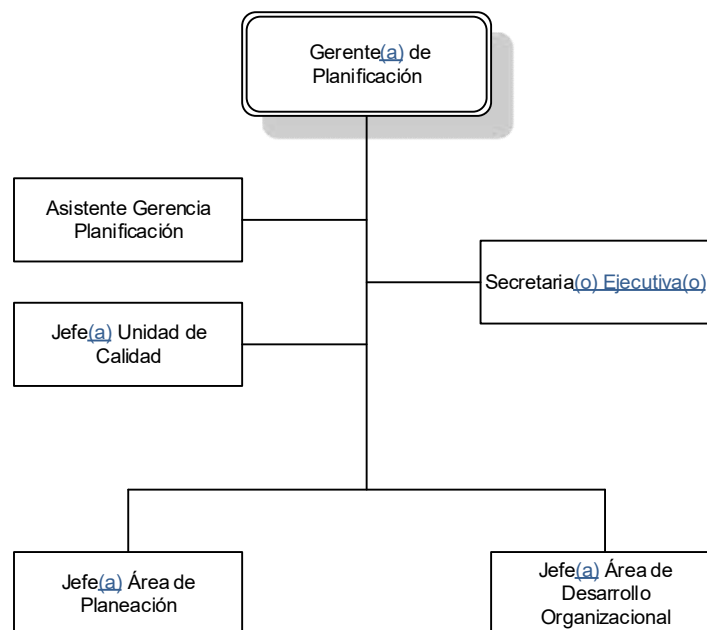 Gerente(a) de
Planificación
Asistente Gerencia
Planificación
Secretaria(o) Ejecutiva(o)
Jefe(a) Unidad de
Calidad
Jefe(a) Área de
Planeación
Jefe(a) Área de
Desarrollo
Organizacional